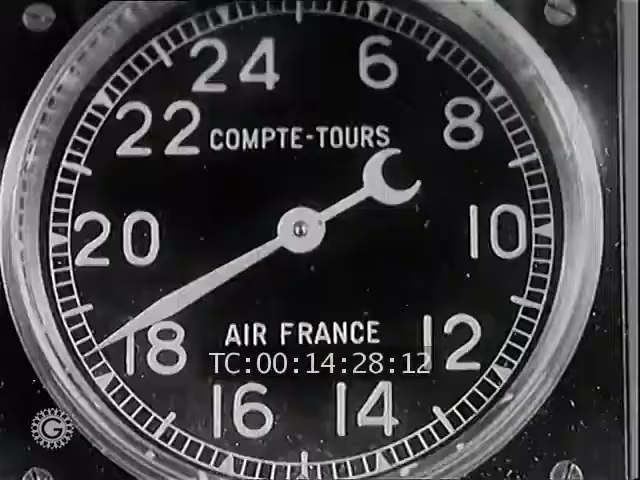 24 6
22 8
COMPTE-TOURS
20 10
AIR FRANCE
18 12
TC:00:14:28:12
16 14
G